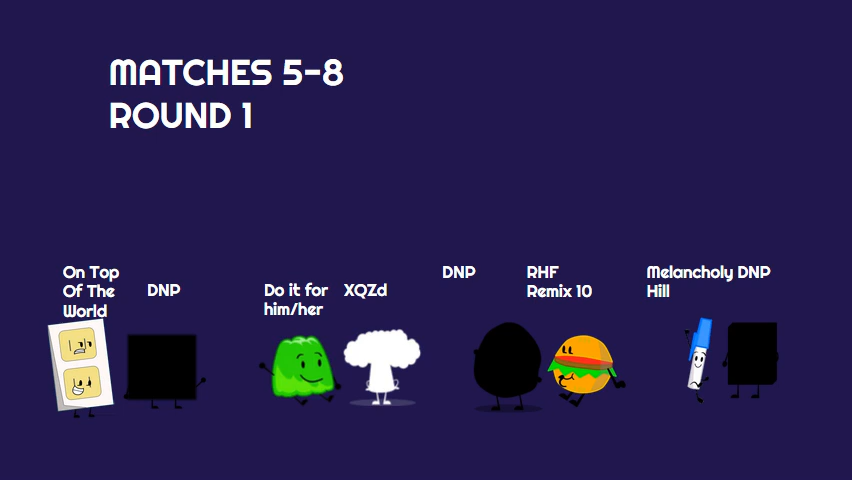 MATCHES 5-8
ROUND 1
On Top
Of The
World
DNP
Do it for
him/her
XQZd
DNP
RHF
Remix 10
Melancholy
Hill
DNP